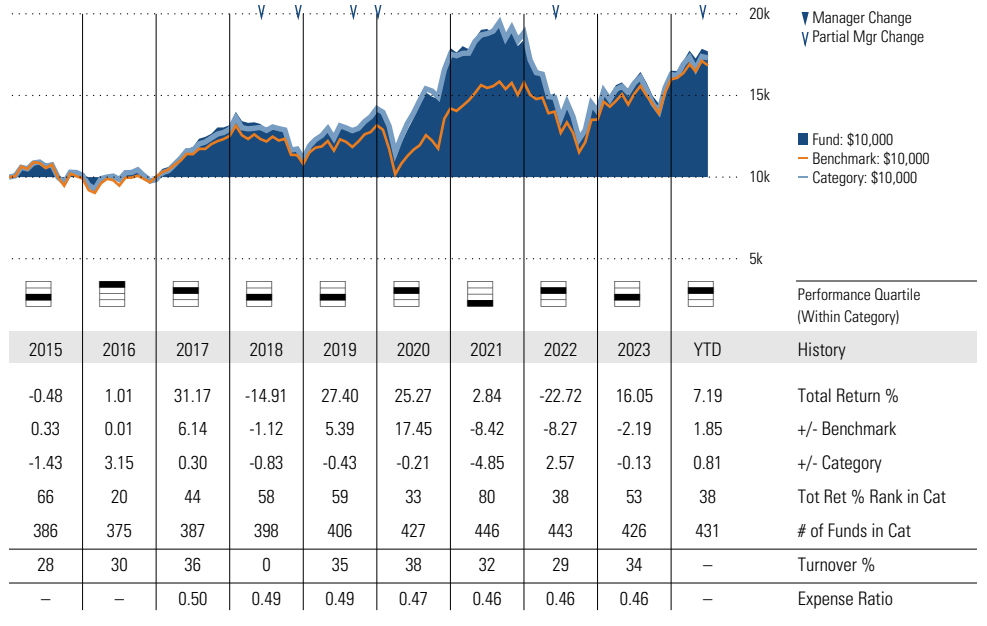 20k
15k
10k
5k
Manager Change
Partial Mgr Change
Fund: $10,000
Benchmark: $10,000
Category: $10,000
Performance Quartile
(Within Category)
2015 2016 2017 2018 2019 2020 2021 2022 2023 YTD History
-0.48 1.01 31.17 -14.91 27.40 25.27 2.84 -22.72 16.05 7.19 Total Return %
0.33 0.01 6.14 -1.12 5.39 17.45 -8.42 -8.27 -2.19 1.85 +/- Benchmark
-1.43 3.15 0.30 -0.83 -0.43 -0.21 -4.85 2.57 -0.13 0.81 +/- Category
66 20 44 58 59 33 80 38 53 38 Tot Ret % Rank in Cat
386 375 387 398 406 427 446 443 426 431 # of Funds in Cat
28 30 36 0 35 38 32 29 34 – Turnover %
– – 0.50 0.49 0.49 0.47 0.46 0.46 0.46 – Expense Ratio